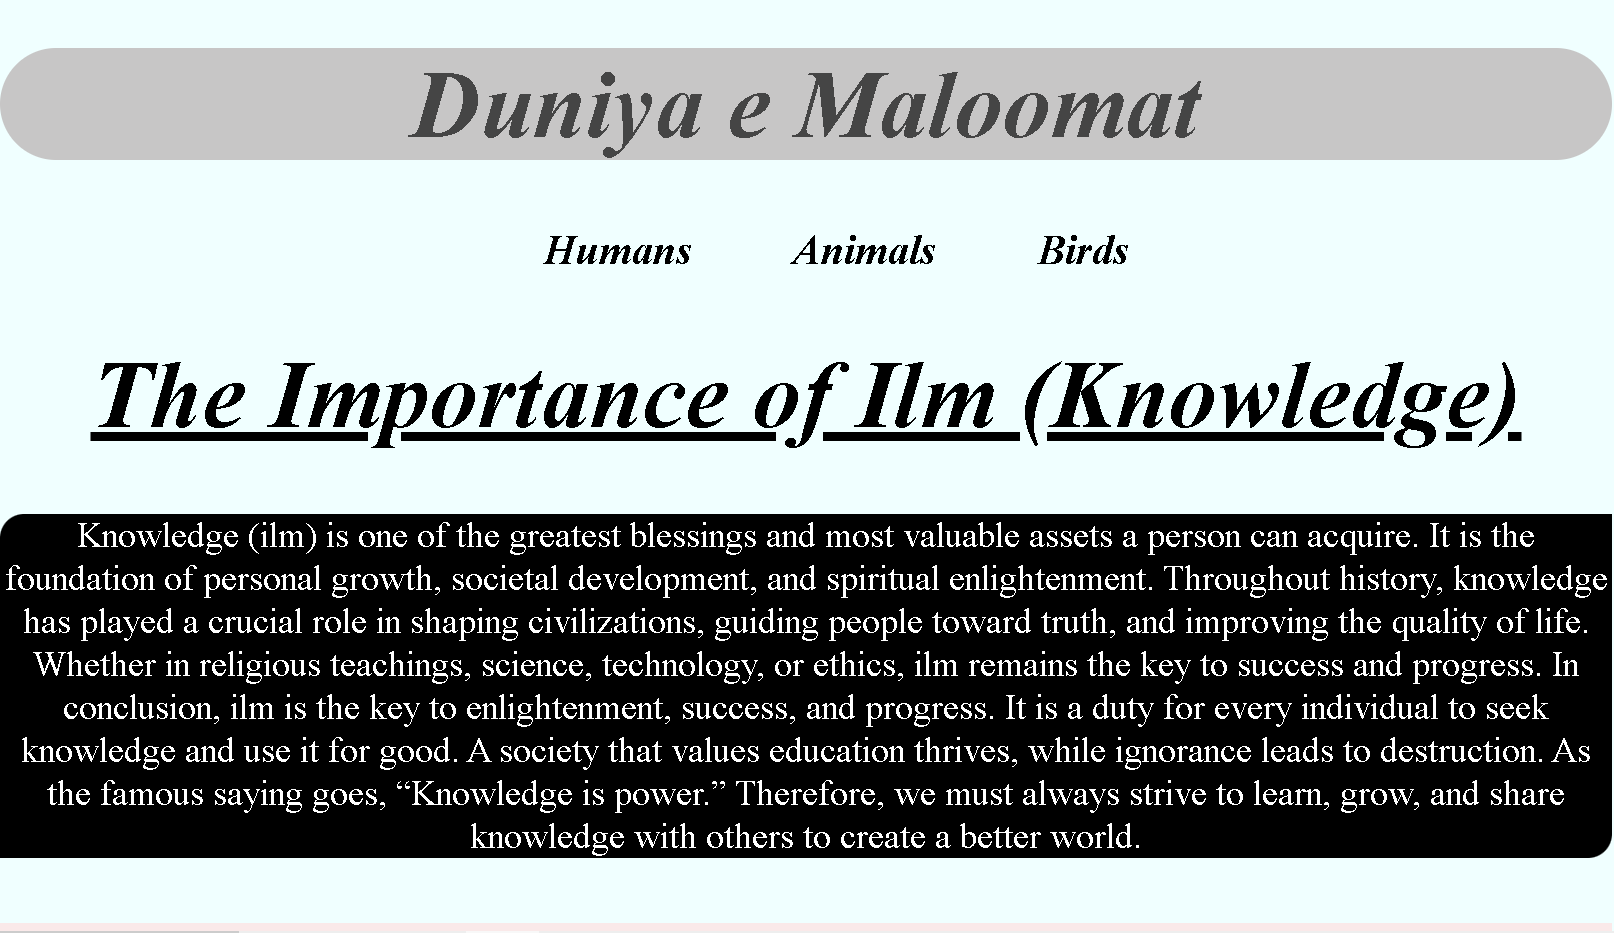 Duniya e Maloomat
Humans Animals Birds
The Importance of Ilm (Knowledge)
Knowledge (ilm) is one of the greatest blessings and most valuable assets a person can acquire. It is the
foundation of personal growth, societal development, and spiritual enlightenment. Throughout history, knowledge
has played a crucial role in shaping civilizations, guiding people toward truth, and improving the quality of life.
Whether in religious teachings, science, technology, or ethics, ilm remains the key to success and progress. In
conclusion, ilm is the key to enlightenment, success, and progress. It is a duty for every individual to seek
knowledge and use it for good. A society that values education thrives, while ignorance leads to destruction. As
the famous saying goes, “Knowledge is power.” Therefore, we must always strive to learn, grow, and share
knowledge with others to create a better world.